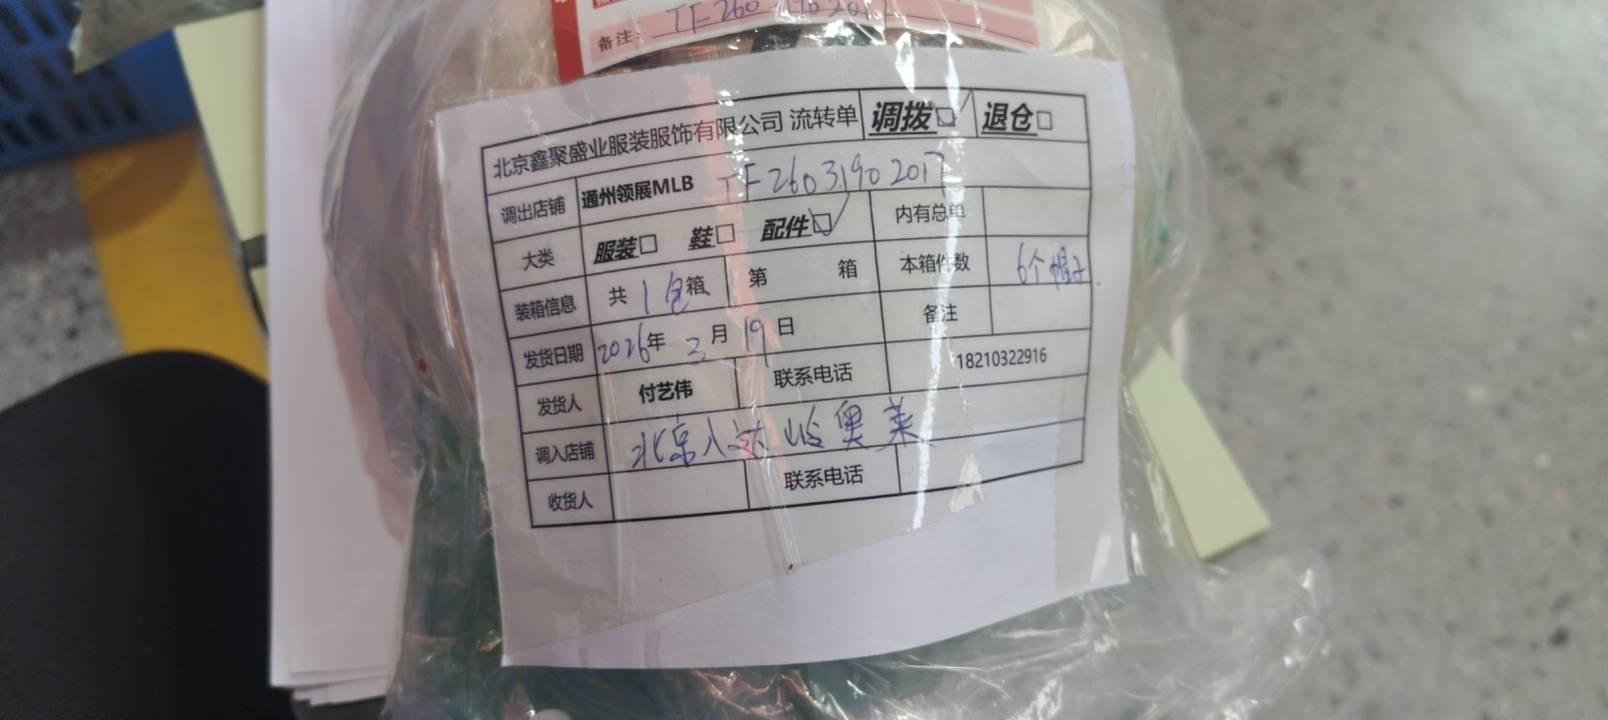 备注: TF26031902017
北京鑫聚盛业服装服饰有限公司 流转单 调拨☑ 退仓□
调出店铺 通州领展MLB TF26031902017
大类 服装□ 鞋□ 配件☑ 内有总单
装箱信息 共 1包 箱 第 箱 本箱件数 6个帽子
发货日期 2026年 3月 19日 备注
发货人 付艺伟 联系电话 18210322916
调入店铺 北京八达岭奥莱
收货人 联系电话